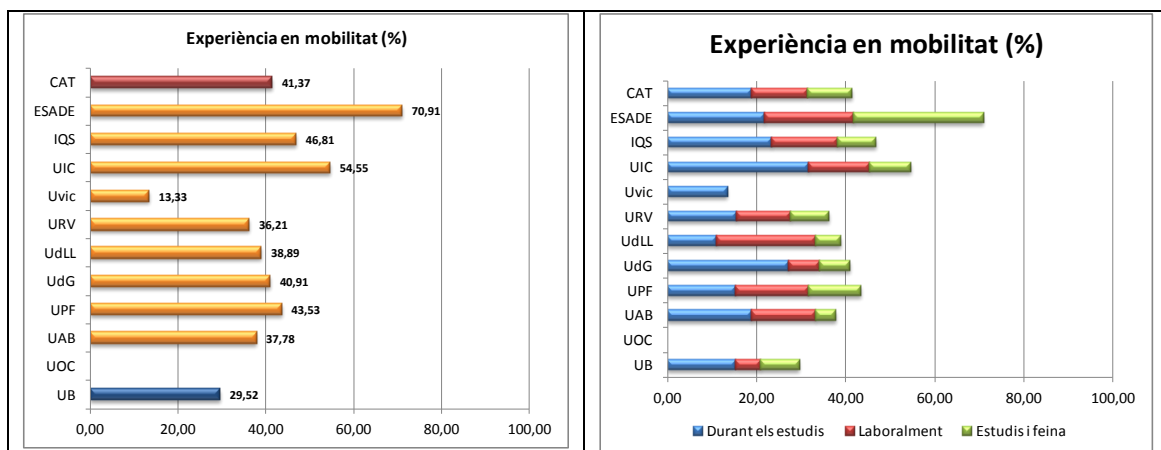 Experiència en mobilitat (%)
CAT 41,37
ESADE 70,91
IQS 46,81
UIC 54,55
Uvic 13,33
URV 36,21
UdLL 38,89
UdG 40,91
UPF 43,53
UAB 37,78
UOC
UB 29,52
0,00 20,00 40,00 60,00 80,00 100,00
Experiència en mobilitat (%)
CAT
ESADE
IQS
UIC
Uvic
URV
UdLL
UdG
UPF
UAB
UOC
UB
0,00 20,00 40,00 60,00 80,00 100,00
Durant els estudis Laboralment Estudis i feina